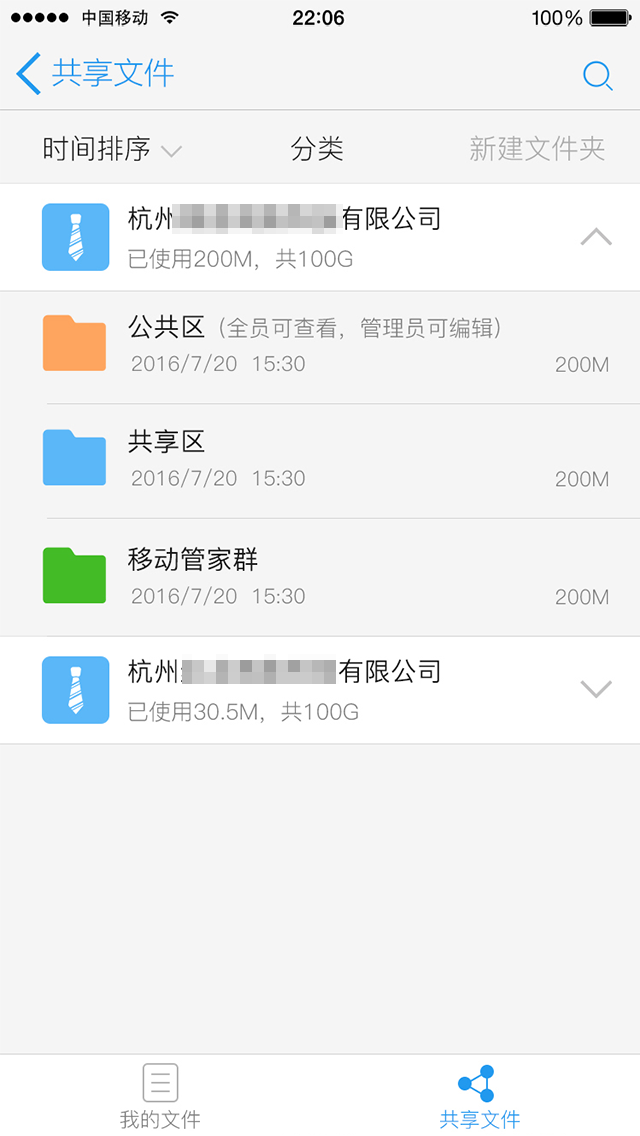 中国移动 22:06 100%
共享文件
时间排序 分类 新建文件夹
杭州 有限公司
已使用200M，共100G
公共区（全员可查看，管理员可编辑）
2016/7/20 15:30 200M
共享区
2016/7/20 15:30 200M
移动管家群
2016/7/20 15:30 200M
杭州 有限公司
已使用30.5M，共100G
我的文件 共享文件